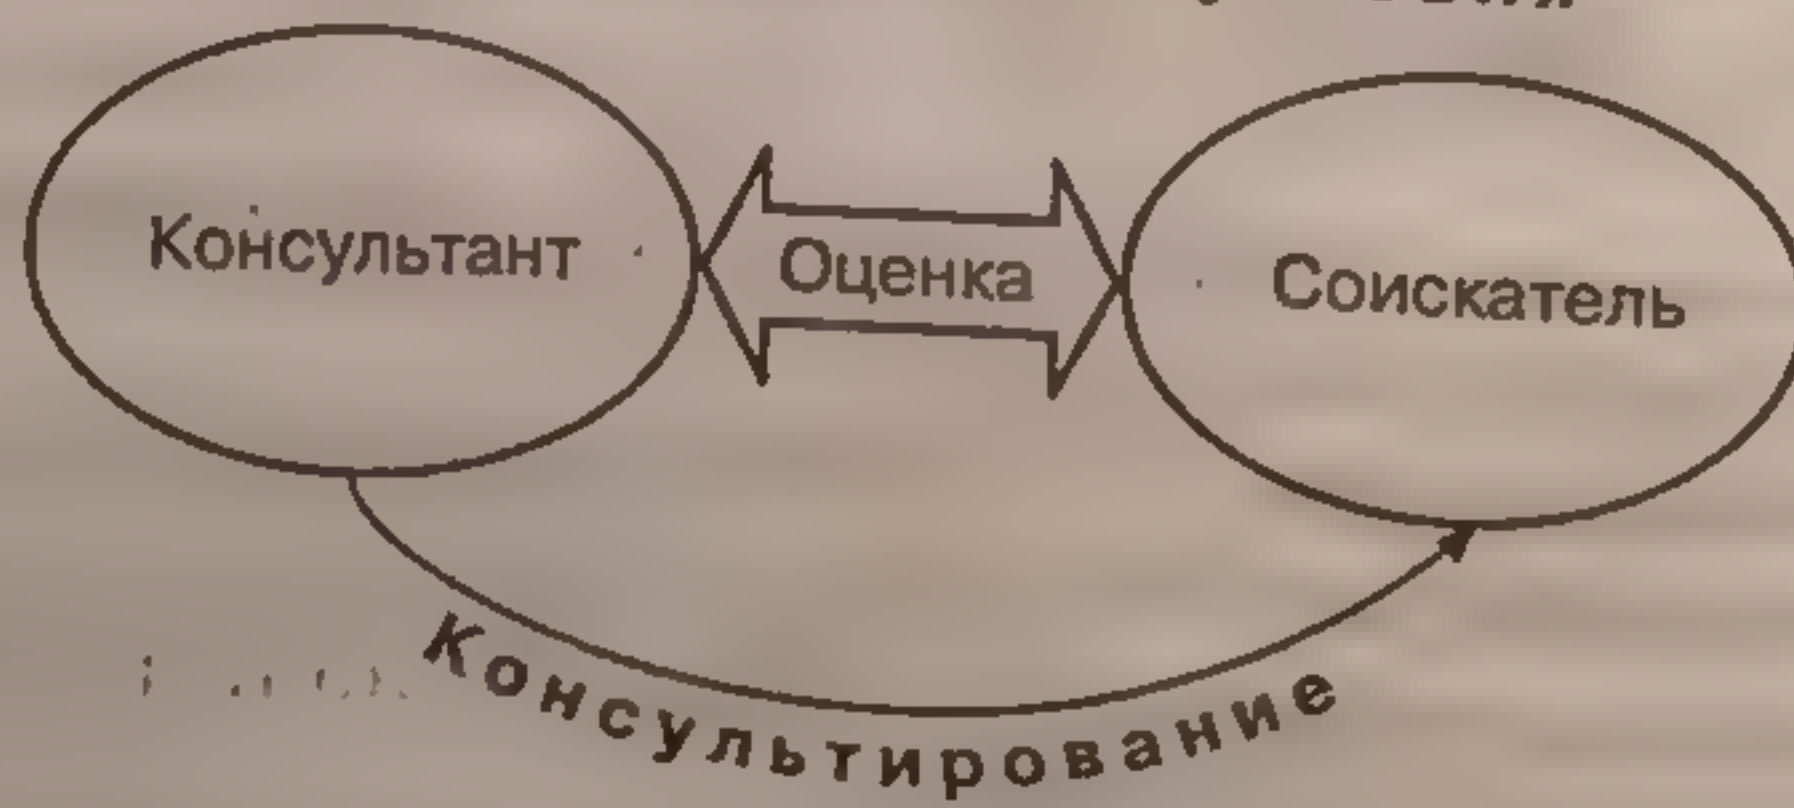 Консультант
Оценка
Соискатель
Консультирование